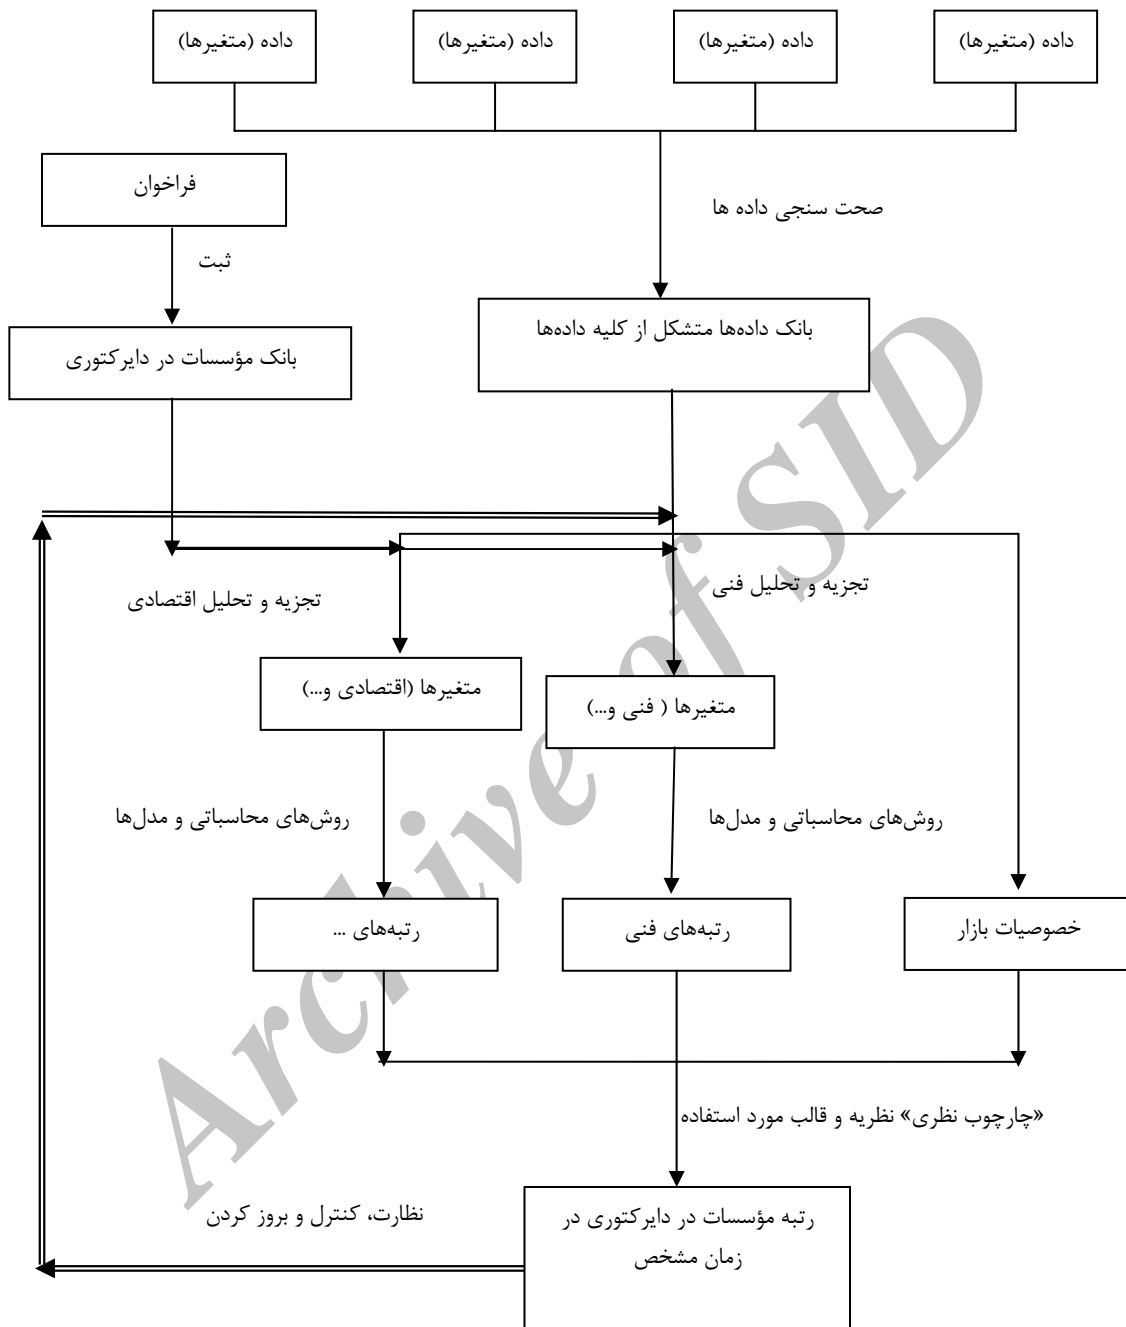 داده (متغیرها)
داده (متغیرها)
داده (متغیرها)
داده (متغیرها)
فراخوان
صحت سنجی داده ها
ثبت
بانک داده‌ها متشکل از کلیه داده‌ها
بانک مؤسسات در دایرکتوری
تجزیه و تحلیل فنی
تجزیه و تحلیل اقتصادی
متغیرها ( فنی و...)
متغیرها (اقتصادی و...)
روش‌های محاسباتی و مدل‌ها
روش‌های محاسباتی و مدل‌ها
خصوصیات بازار
رتبه‌های فنی
رتبه‌های ...
«چارچوب نظری» نظریه و قالب مورد استفاده
رتبه مؤسسات در دایرکتوری در
زمان مشخص
نظارت، کنترل و بروز کردن
Archive of SID